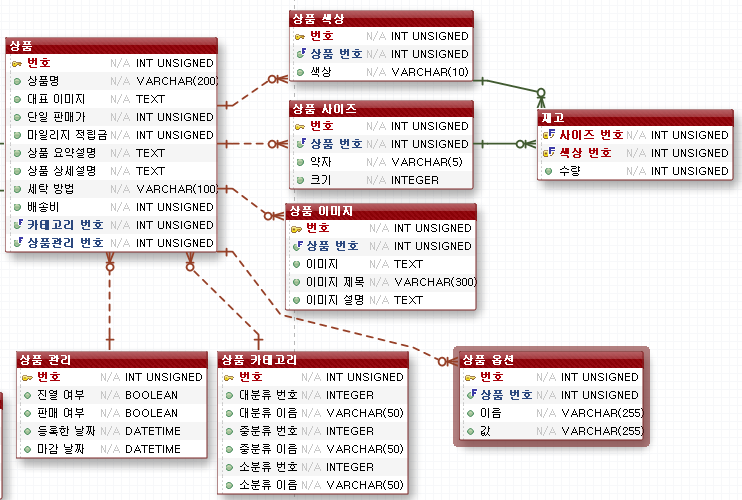 상품
번호 N/A INT UNSIGNED
상품명 N/A VARCHAR(200)
대표 이미지 N/A TEXT
단일 판매가 N/A INT UNSIGNED
마일리지 적립금 N/A INT UNSIGNED
상품 요약설명 N/A TEXT
상품 상세설명 N/A TEXT
세탁 방법 N/A VARCHAR(100)
배송비 N/A INT UNSIGNED
카테고리 번호 N/A INT UNSIGNED
상품관리 번호 N/A INT UNSIGNED
상품 색상
번호 N/A INT UNSIGNED
상품 번호 N/A INT UNSIGNED
색상 N/A VARCHAR(10)
상품 사이즈
번호 N/A INT UNSIGNED
상품 번호 N/A INT UNSIGNED
약자 N/A VARCHAR(5)
크기 N/A INTEGER
재고
사이즈 번호 N/A INT UNSIGNED
색상 번호 N/A INT UNSIGNED
수량 N/A INT UNSIGNED
상품 이미지
번호 N/A INT UNSIGNED
상품 번호 N/A INT UNSIGNED
이미지 N/A TEXT
이미지 제목 N/A VARCHAR(300)
이미지 설명 N/A TEXT
상품 관리
번호 N/A INT UNSIGNED
진열 여부 N/A BOOLEAN
판매 여부 N/A BOOLEAN
등록한 날짜 N/A DATETIME
마감 날짜 N/A DATETIME
상품 카테고리
번호 N/A INT UNSIGNED
대분류 번호 N/A INTEGER
대분류 이름 N/A VARCHAR(50)
중분류 번호 N/A INTEGER
중분류 이름 N/A VARCHAR(50)
소분류 번호 N/A INTEGER
소분류 이름 N/A VARCHAR(50)
상품 옵션
번호 N/A INT UNSIGNED
상품 번호 N/A INT UNSIGNED
이름 N/A VARCHAR(255)
값 N/A VARCHAR(255)